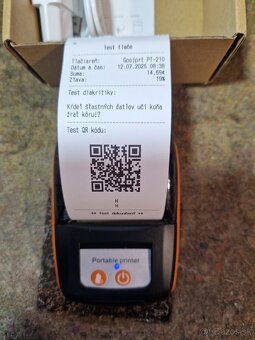 Test tlače
Tlačiareň: Goojprt PT-210
Dátum a čas: 12.07.2025 08:38
Suma: 14,69€
Zľava: 10%
Test diakritiky:
Kŕdeľ šťastných ďatľov učí koňa
žrať kôru!?
Test QR kódu:
** Test dokončený **
Portable printer